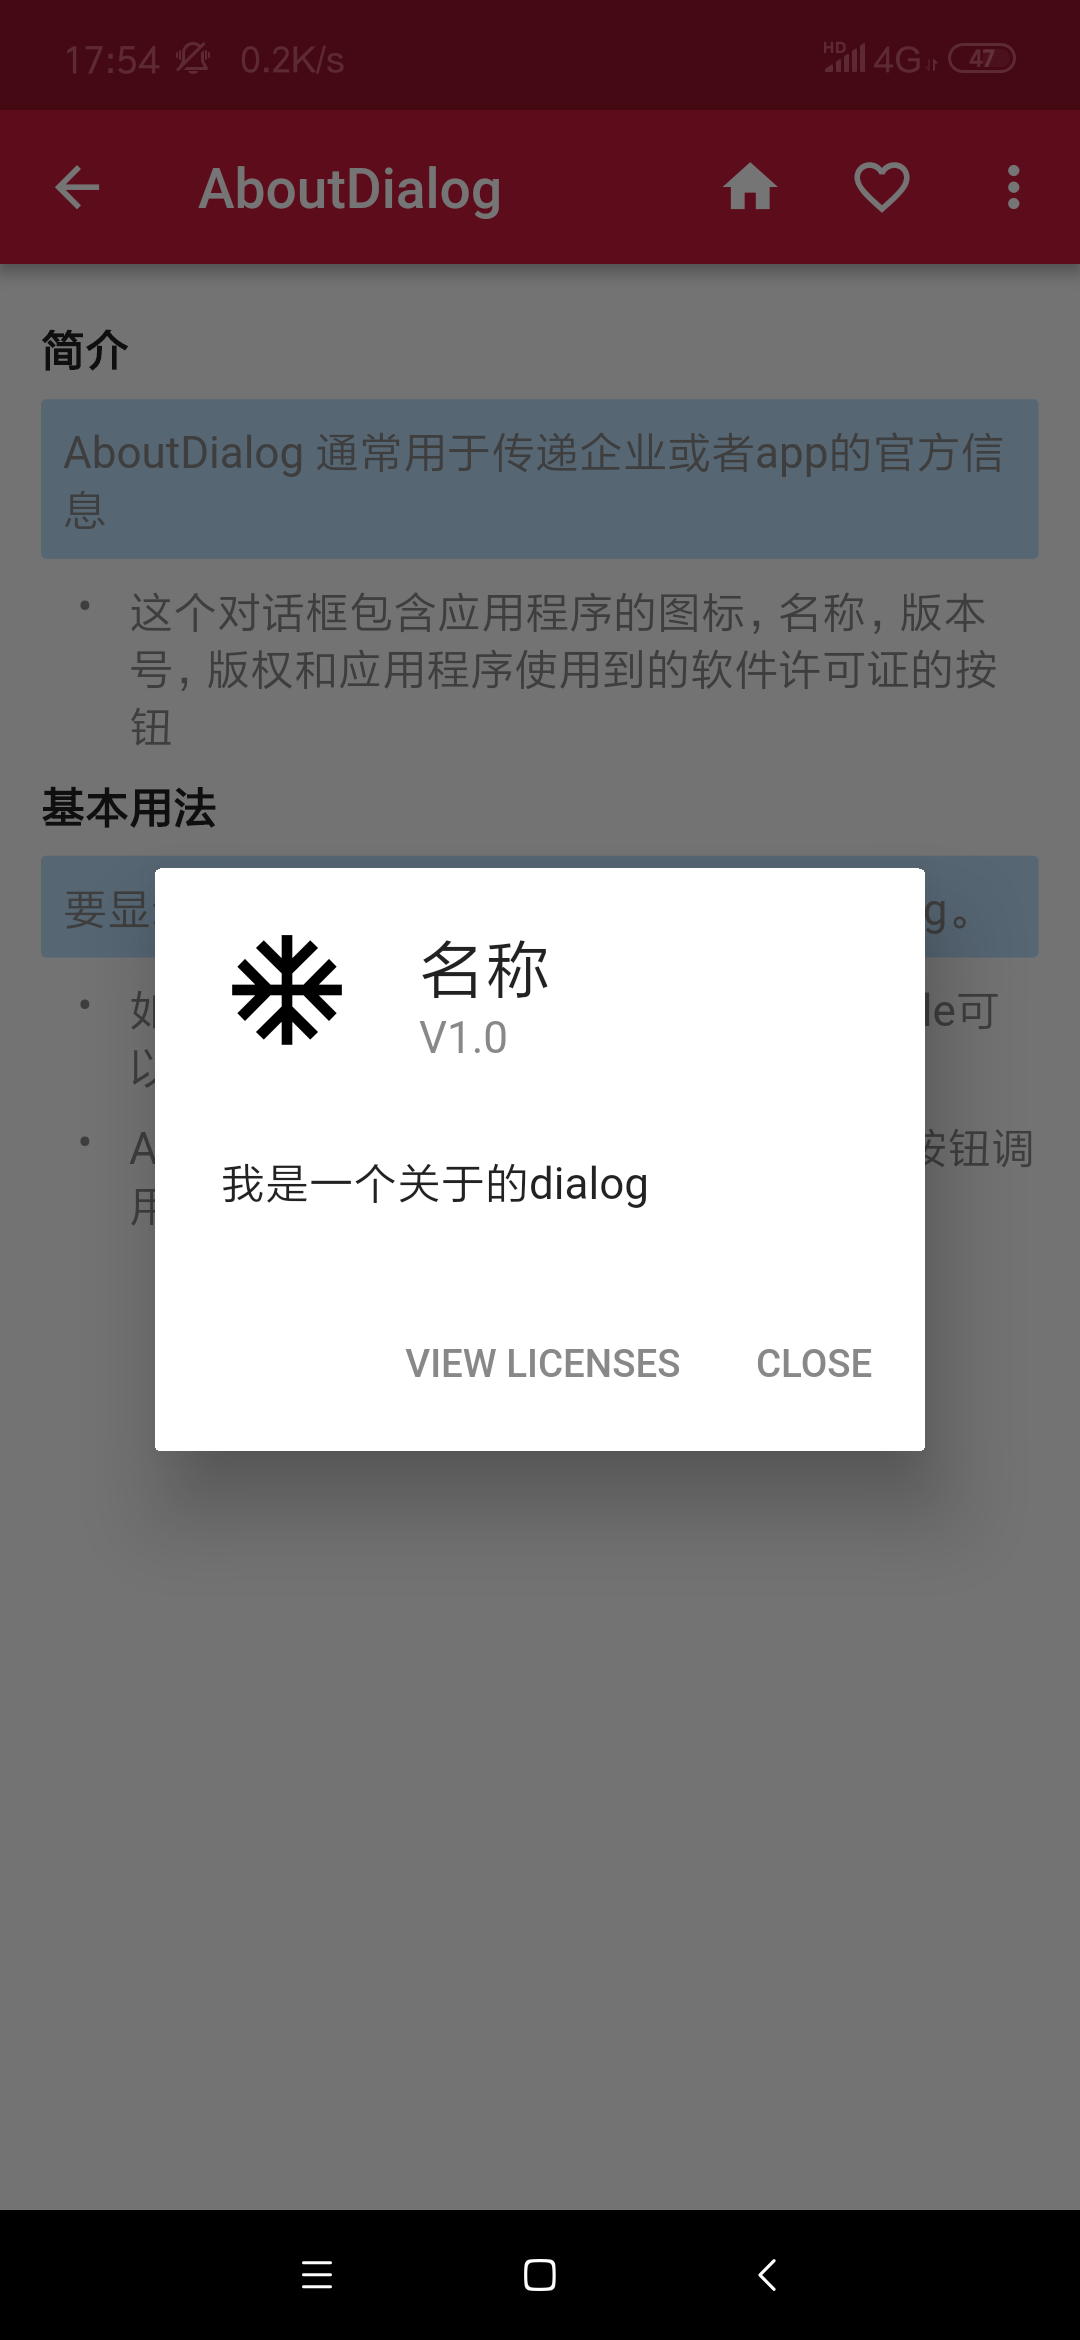 17:54 0.2K/s HD 4G 47
AboutDialog
简介
AboutDialog 通常用于传递企业或者app的官方信
息
• 这个对话框包含应用程序的图标，名称，版本
号，版权和应用程序使用到的软件许可证的按
钮
基本用法
要显 g。
• 如 le可
以
名称
V1.0
• A 按钮调
用
我是一个关于的dialog
VIEW LICENSES CLOSE